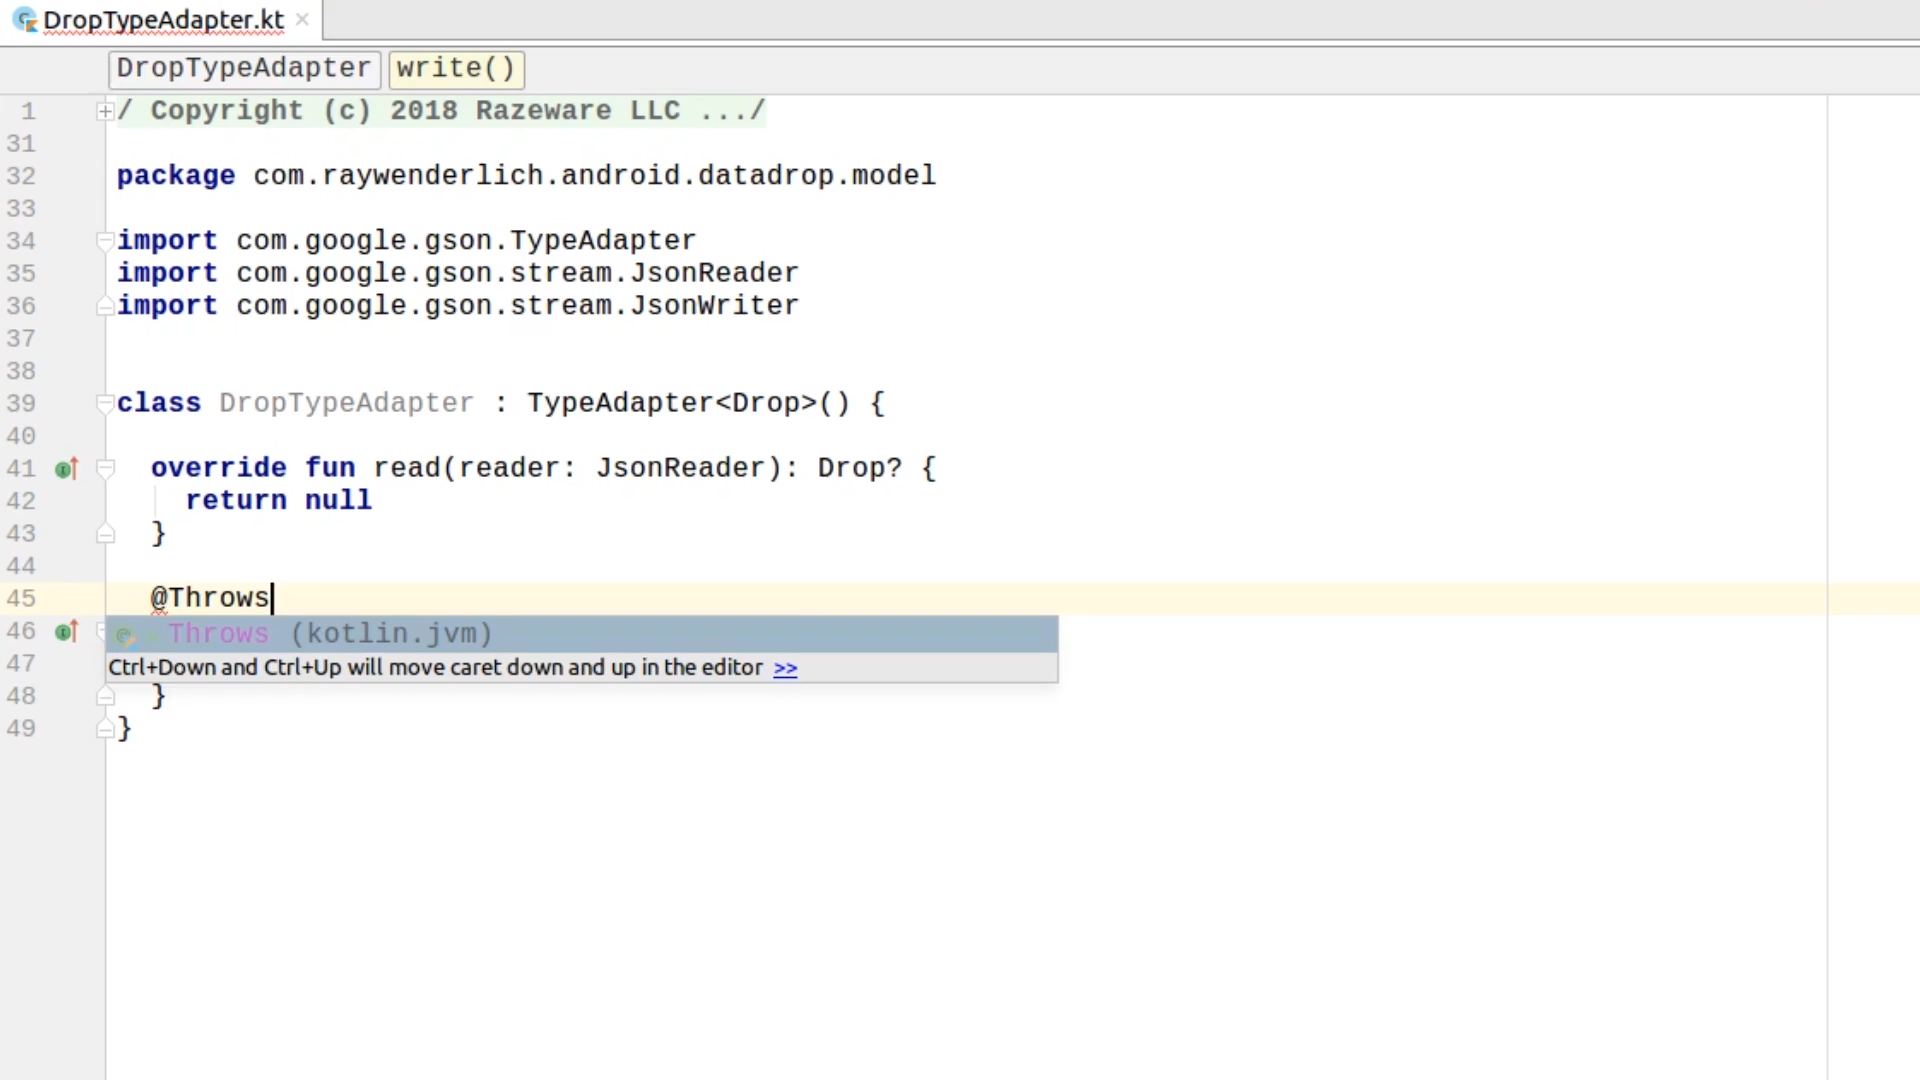 DropTypeAdapter.kt
DropTypeAdapter write()
1 / Copyright (c) 2018 Razeware LLC .../
31
32 package com.raywenderlich.android.datadrop.model
33
34 import com.google.gson.TypeAdapter
35 import com.google.gson.stream.JsonReader
36 import com.google.gson.stream.JsonWriter
37
38
39 class DropTypeAdapter : TypeAdapter<Drop>() {
40
41 override fun read(reader: JsonReader): Drop? {
42 return null
43 }
44
45 @Throws
46 Throws (kotlin.jvm)
47 Ctrl+Down and Ctrl+Up will move caret down and up in the editor >>
48 }
49 }